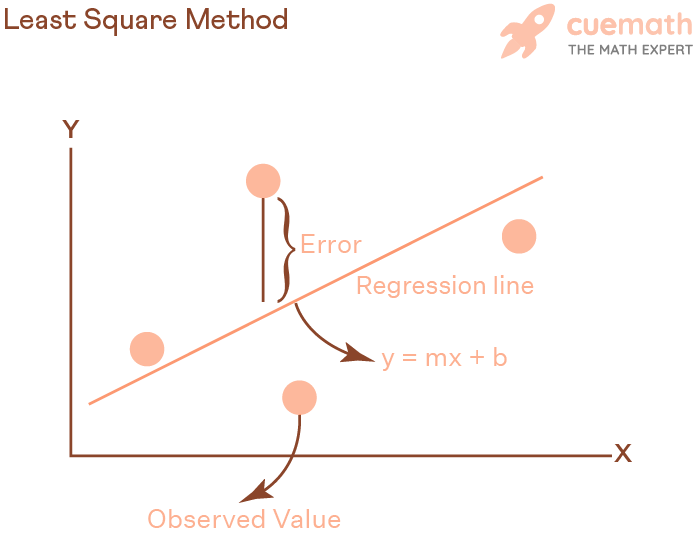 Least Square Method
cuemath
THE MATH EXPERT
Y
Error
Regression line
y = mx + b
X
Observed Value